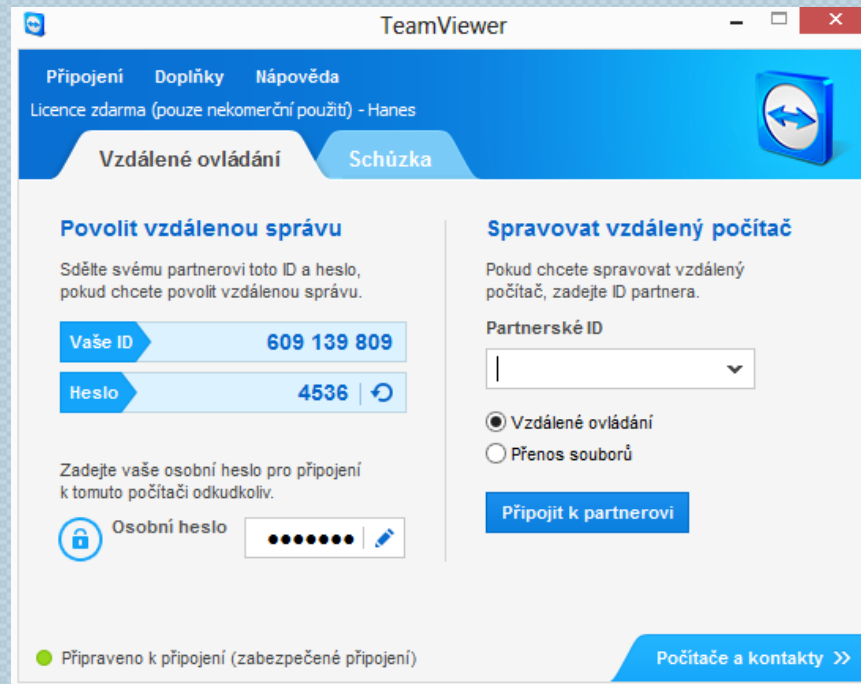 TeamViewer
Připojení Doplňky Nápověda
Licence zdarma (pouze nekomerční použití) - Hanes
Vzdálené ovládání Schůzka
Povolit vzdálenou správu
Sdělte svému partnerovi toto ID a heslo,
pokud chcete povolit vzdálenou správu.
Vaše ID 609 139 809
Heslo 4536
Zadejte vaše osobní heslo pro připojení
k tomuto počítači odkudkoliv.
Osobní heslo
Spravovat vzdálený počítač
Pokud chcete spravovat vzdálený
počítač, zadejte ID partnera.
Partnerské ID
Vzdálené ovládání
Přenos souborů
Připojit k partnerovi
Připraveno k připojení (zabezpečené připojení)
Počítače a kontakty